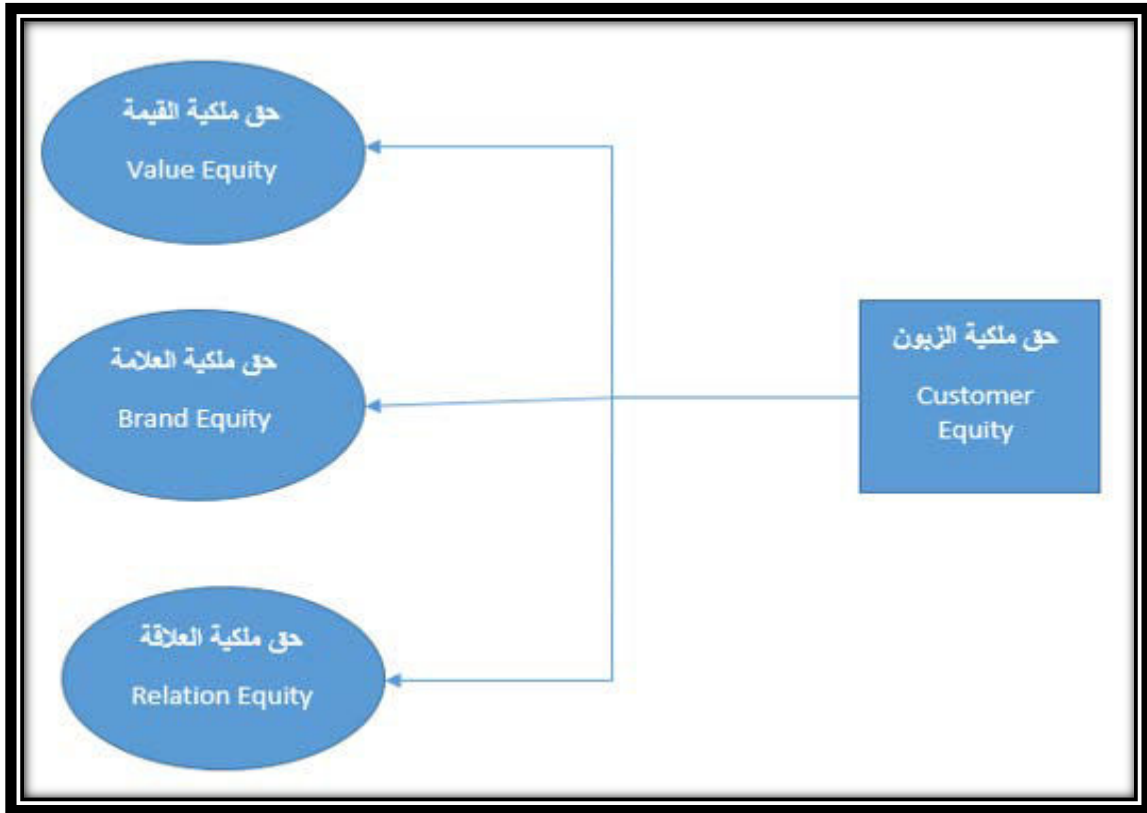 حق ملكية القيمة
Value Equity
حق ملكية العلامة
Brand Equity
حق ملكية العلاقة
Relation Equity
حق ملكية الزبون
Customer
Equity